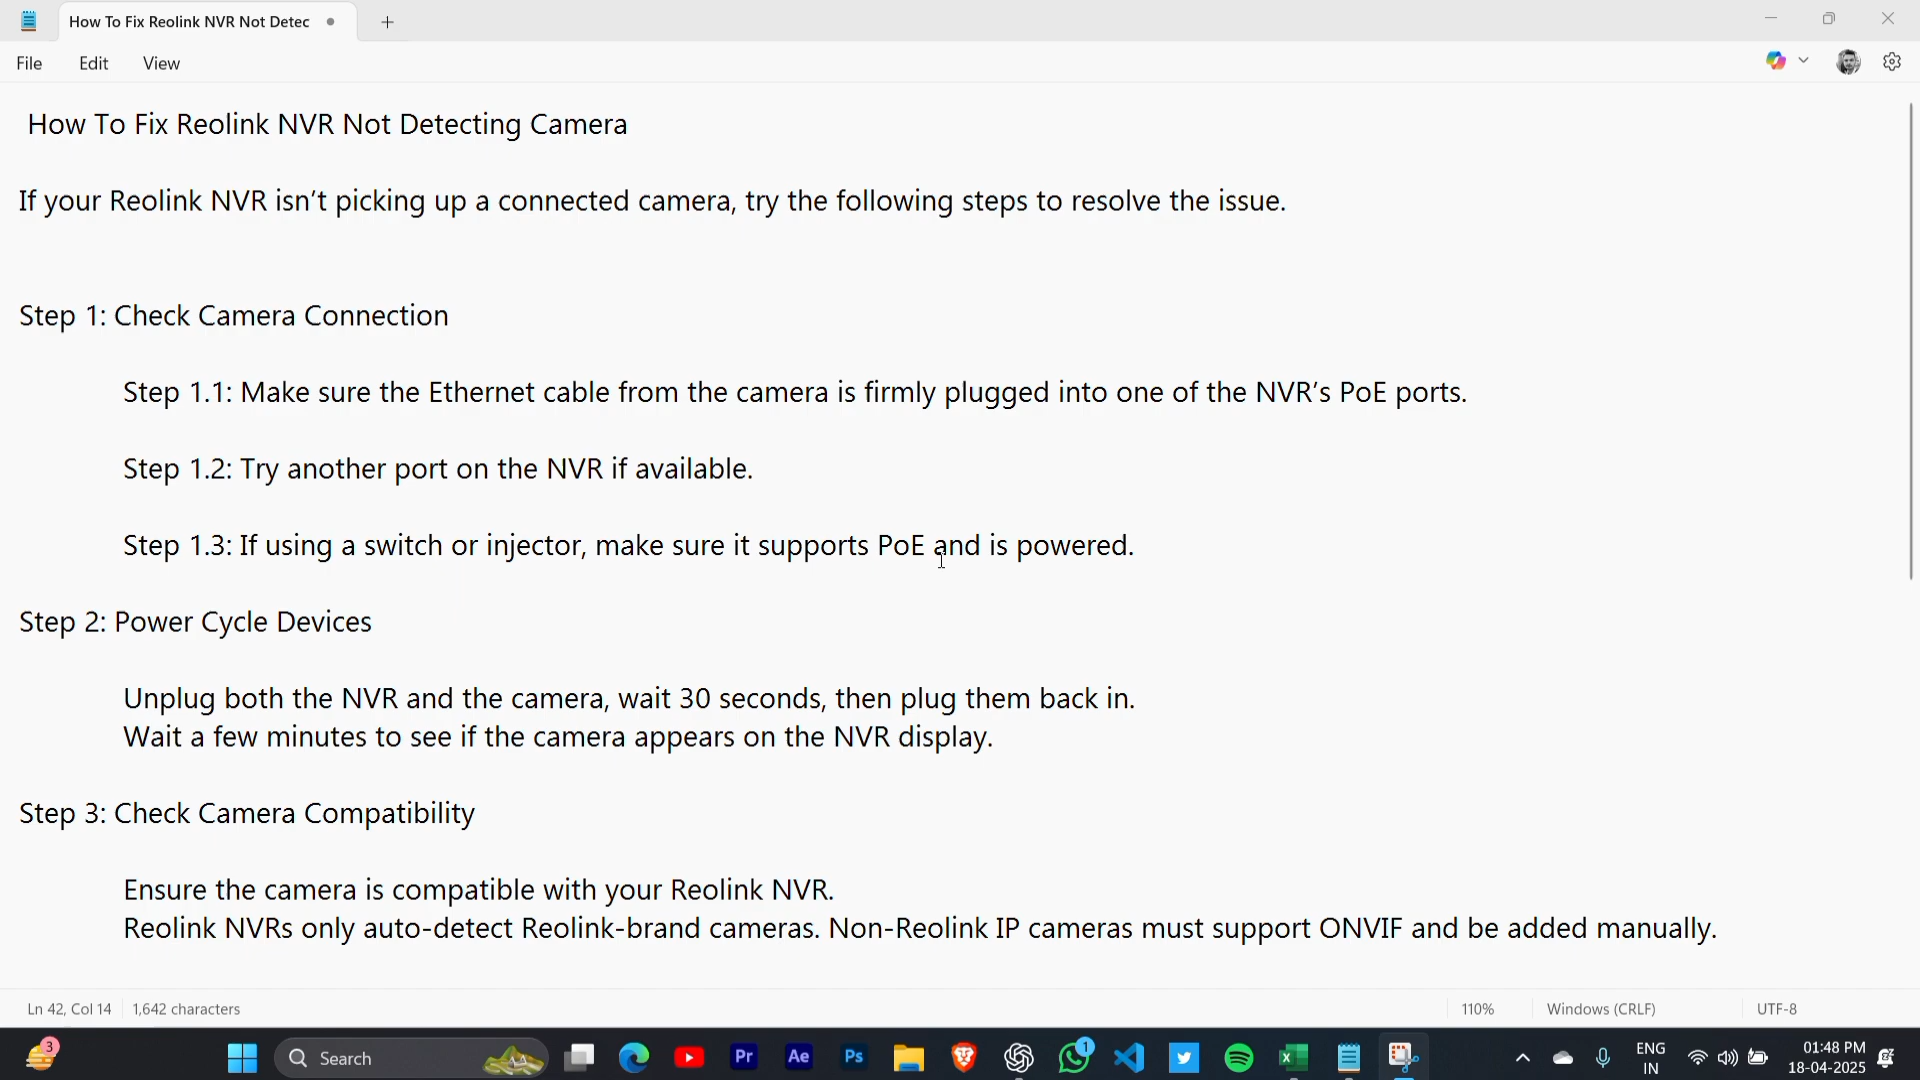 How To Fix Reolink NVR Not Detec
File Edit View
How To Fix Reolink NVR Not Detecting Camera
If your Reolink NVR isn’t picking up a connected camera, try the following steps to resolve the issue.
Step 1: Check Camera Connection
Step 1.1: Make sure the Ethernet cable from the camera is firmly plugged into one of the NVR’s PoE ports.
Step 1.2: Try another port on the NVR if available.
Step 1.3: If using a switch or injector, make sure it supports PoE and is powered.
Step 2: Power Cycle Devices
Unplug both the NVR and the camera, wait 30 seconds, then plug them back in.
Wait a few minutes to see if the camera appears on the NVR display.
Step 3: Check Camera Compatibility
Ensure the camera is compatible with your Reolink NVR.
Reolink NVRs only auto-detect Reolink-brand cameras. Non-Reolink IP cameras must support ONVIF and be added manually.
Ln 42, Col 14 1,642 characters 110% Windows (CRLF) UTF-8
3 Search Pr Ae Ps 1 ENG 01:48 PM
IN 18-04-2025